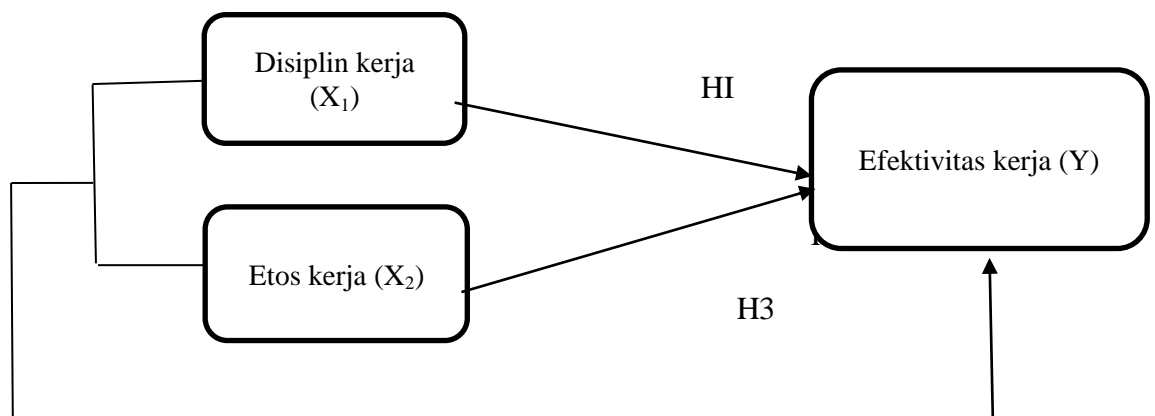 Disiplin kerja
(X₁)
HI
Efektivitas kerja (Y)
Etos kerja (X₂)
H3